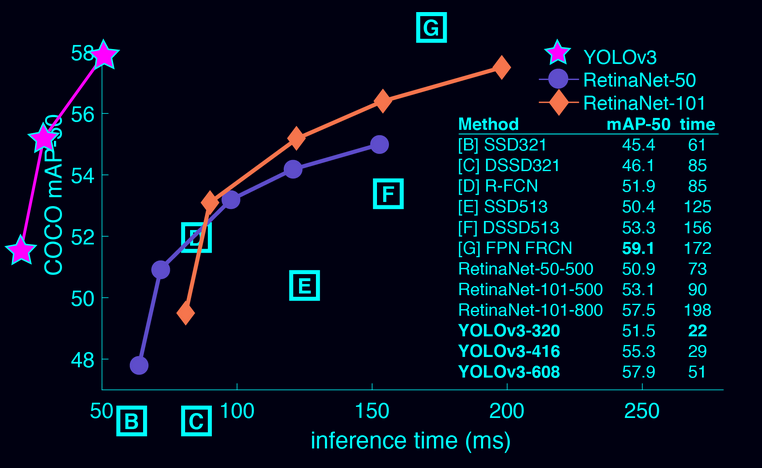 G
58
56
54
52
50
48
COCO mAP-50
D
E
F
50
100
150
200
250
B
C
inference time (ms)
YOLOv3
RetinaNet-50
RetinaNet-101
Method mAP-50 time
[B] SSD321 45.4 61
[C] DSSD321 46.1 85
[D] R-FCN 51.9 85
[E] SSD513 50.4 125
[F] DSSD513 53.3 156
[G] FPN FRCN 59.1 172
RetinaNet-50-500 50.9 73
RetinaNet-101-500 53.1 90
RetinaNet-101-800 57.5 198
YOLOv3-320 51.5 22
YOLOv3-416 55.3 29
YOLOv3-608 57.9 51